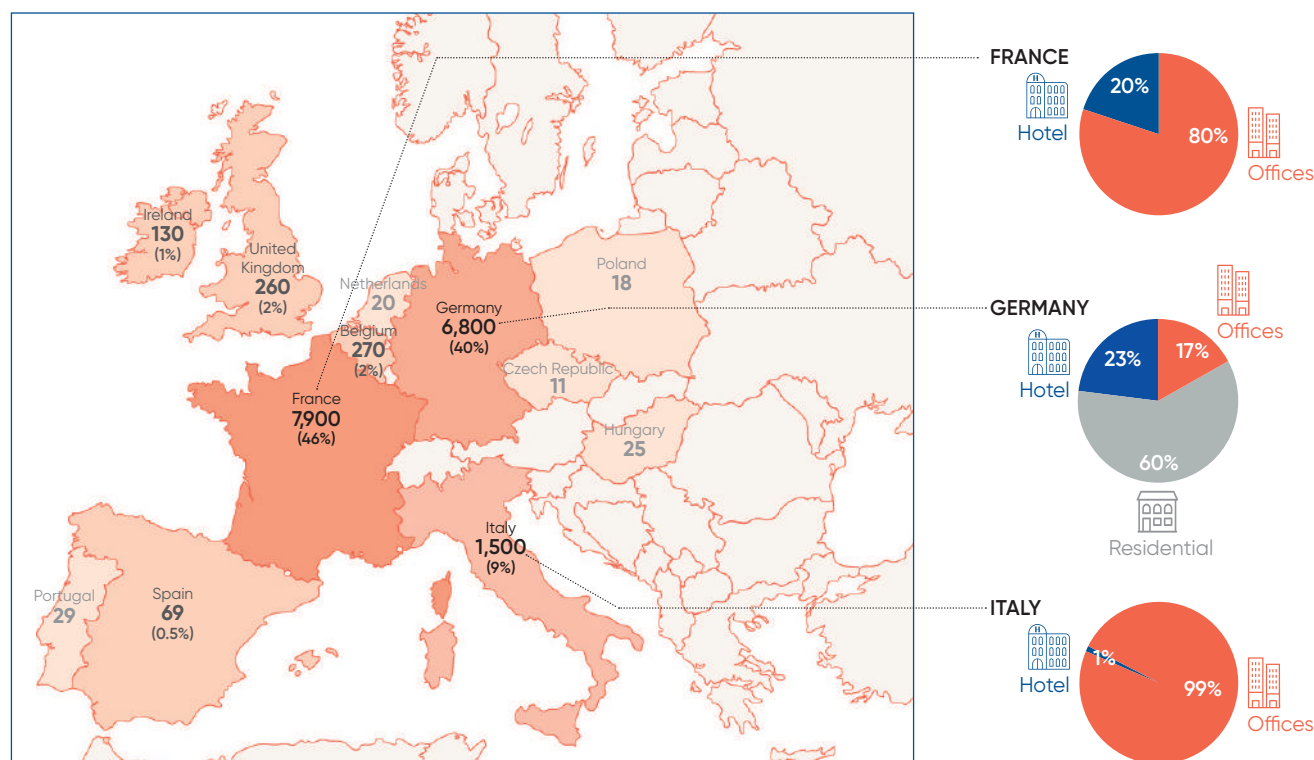 Ireland
130
(1%)
United
Kingdom
260
(2%)
Netherlands
20
Belgium
270
(2%)
Germany
6,800
(40%)
Poland
18
Czech Republic
11
France
7,900
(46%)
Hungary
25
Italy
1,500
(9%)
Portugal
29
Spain
69
(0.5%)
FRANCE
H
Hotel
20%
80%
Offices
GERMANY
H
Hotel
23%
17%
Offices
60%
Residential
ITALY
H
Hotel
1%
99%
Offices